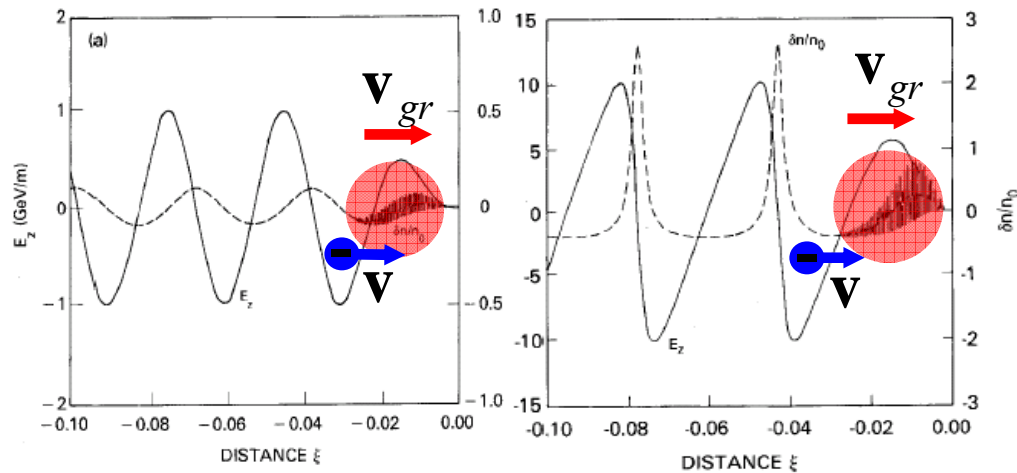 (a)
E_z (GeV/m)
2
1
0
−1
−2
1.0
0.5
0
−0.5
−1.0
v_gr
δn/n_0
v
E_z
−0.10 −0.08 −0.06 −0.04 −0.02 0.00
DISTANCE ξ
15
10
5
0
-5
-10
-15
3
2
1
0
-1
-2
-3
δn/n_0
δn/n_0
v_gr
v
E_z
-0.10 -0.08 -0.06 -0.04 -0.02 0.00
DISTANCE ξ